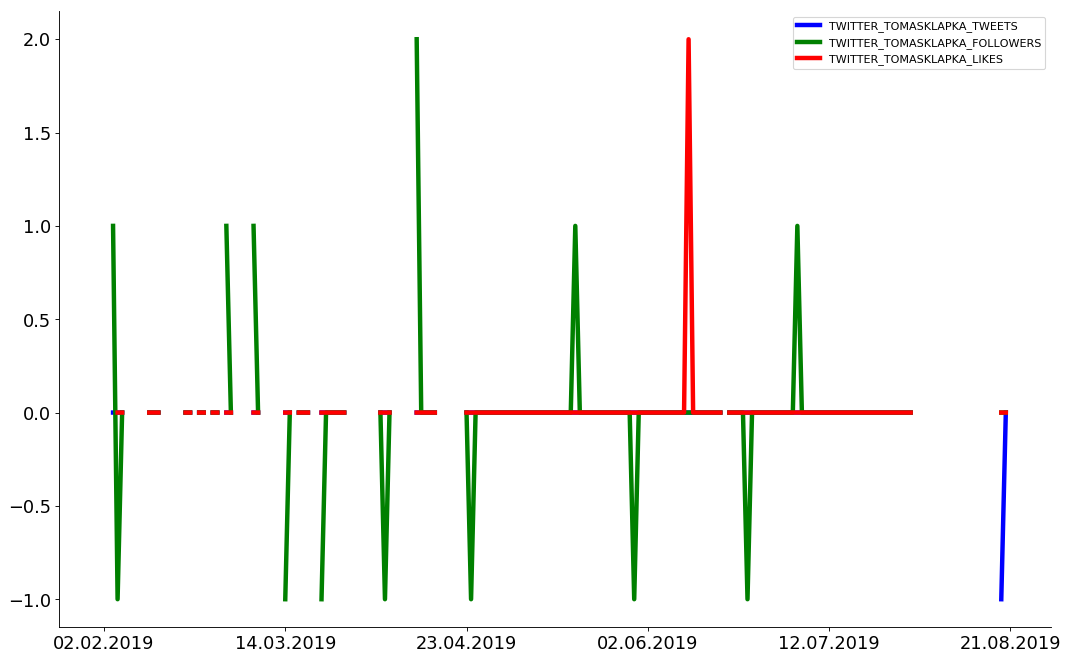 TWITTER_TOMASKLAPKA_TWEETS
TWITTER_TOMASKLAPKA_FOLLOWERS
TWITTER_TOMASKLAPKA_LIKES
2.0
1.5
1.0
0.5
0.0
−0.5
−1.0
02.02.2019 14.03.2019 23.04.2019 02.06.2019 12.07.2019 21.08.2019